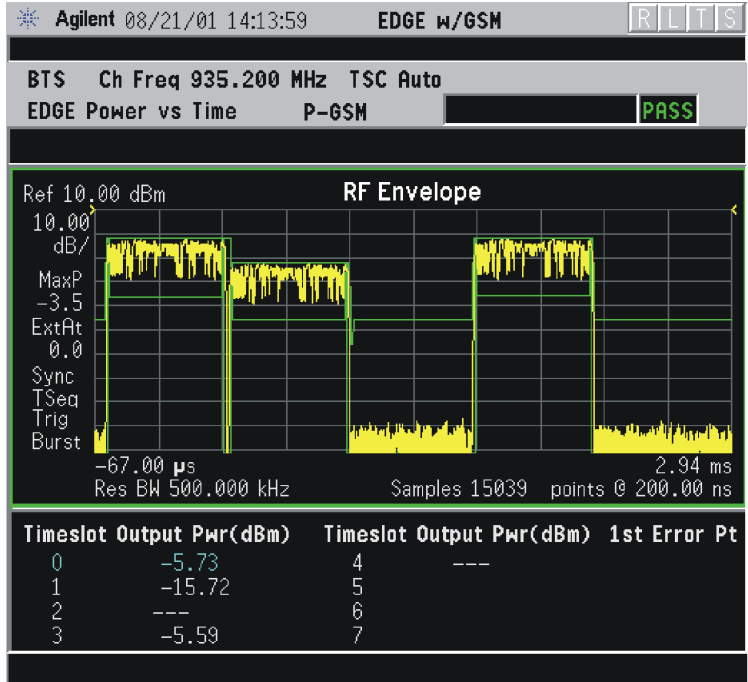 Agilent 08/21/01 14:13:59 EDGE w/GSM R L T S
BTS Ch Freq 935.200 MHz TSC Auto
EDGE Power vs Time P-GSM PASS
Ref 10.00 dBm RF Envelope
10.00
dB/
MaxP
-3.5
ExtAt
0.0
Sync
TSeq
Trig
Burst
-67.00 µs 2.94 ms
Res BW 500.000 kHz Samples 15039 points @ 200.00 ns
Timeslot Output Pwr(dBm) Timeslot Output Pwr(dBm) 1st Error Pt
0 -5.73 4 ---
1 -15.72 5
2 --- 6
3 -5.59 7